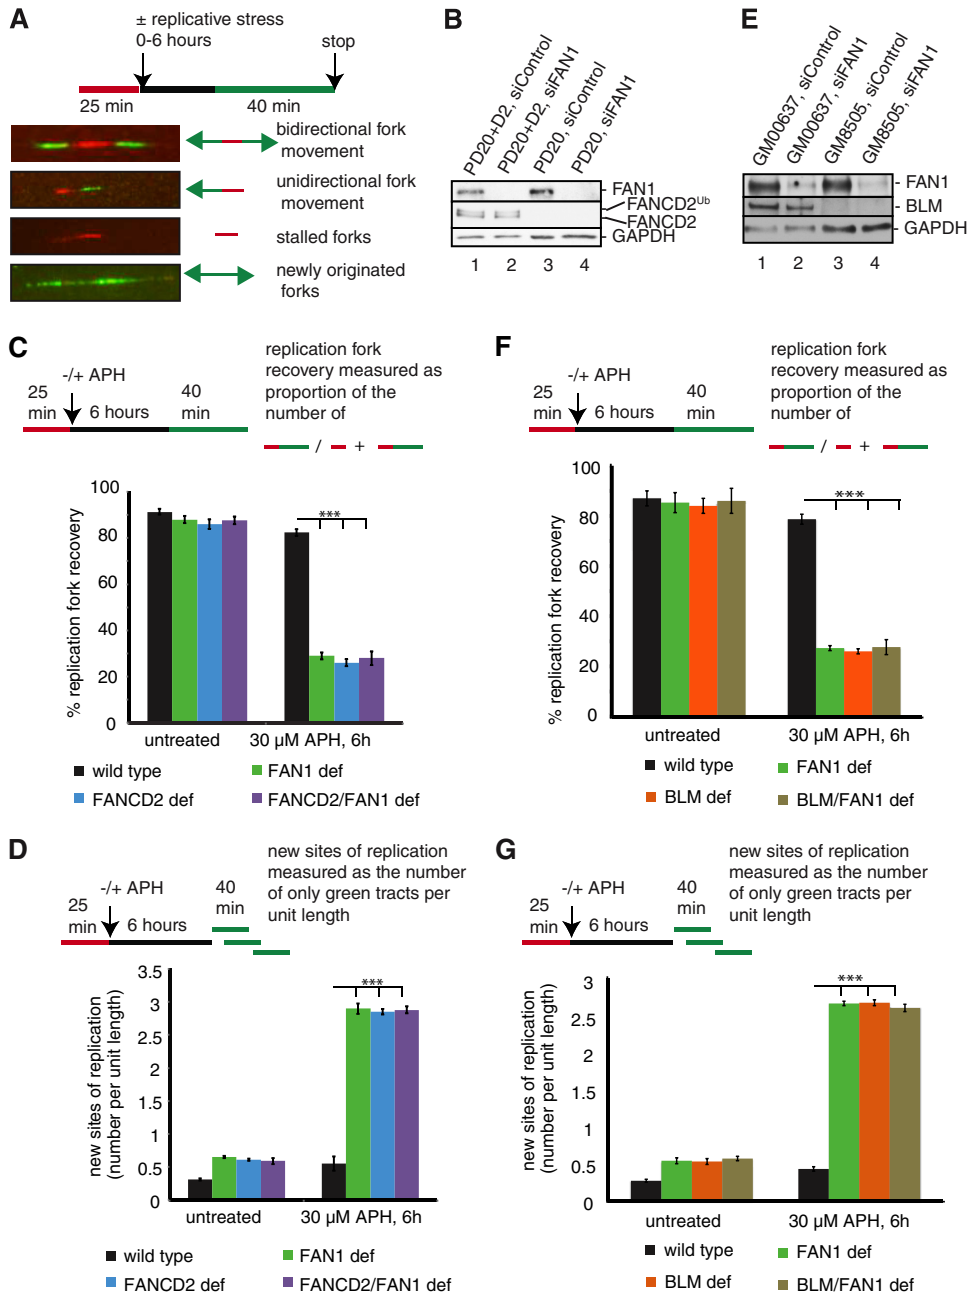 A
± replicative stress
0-6 hours
stop
25 min
40 min
bidirectional fork
movement
unidirectional fork
movement
stalled forks
newly originated
forks
B
PD20+D2, siControl
PD20+D2, siFAN1
PD20, siControl
PD20, siFAN1
FAN1
FANCD2Ub
FANCD2
GAPDH
1 2 3 4
E
GM00637, siControl
GM00637, siFAN1
GM8505, siControl
GM8505, siFAN1
FAN1
BLM
GAPDH
1 2 3 4
C
replication fork
recovery measured as
proportion of the
number of
-/+ APH
25
min
6 hours
40
min
/ +
% replication fork recovery
100
80
60
40
20
0
***
untreated
30 µM APH, 6h
wild type
FAN1 def
FANCD2 def
FANCD2/FAN1 def
F
replication fork
recovery measured as
proportion of the
number of
-/+ APH
25
min
6 hours
40
min
/ +
% replication fork recovery
100
80
60
40
20
0
***
untreated
30 µM APH, 6h
wild type
FAN1 def
BLM def
BLM/FAN1 def
D
new sites of replication
measured as the number
of only green tracts per
unit length
-/+ APH
25
min
6 hours
40
min
new sites of replication
(number per unit length)
3.5
3
2.5
2
1.5
1
0.5
0
***
untreated
30 µM APH, 6h
wild type
FAN1 def
FANCD2 def
FANCD2/FAN1 def
G
new sites of replication
measured as the number
of only green tracts per
unit length
-/+ APH
25
min
6 hours
40
min
new sites of replication
(number per unit length)
3
2.5
2
1.5
1
0.5
0
***
untreated
30 µM APH, 6h
wild type
FAN1 def
BLM def
BLM/FAN1 def